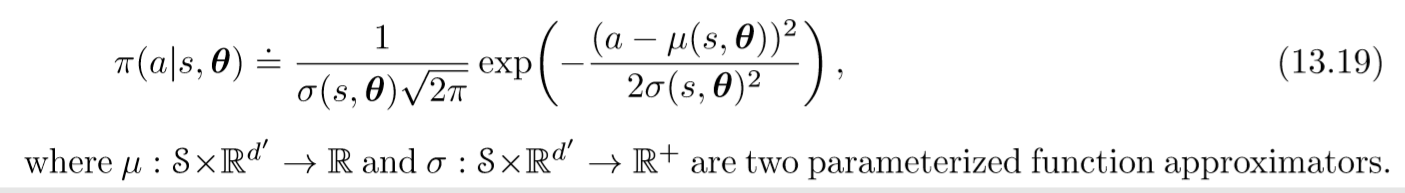 π(a|s, θ) ≐ 1/(σ(s, θ)√2π) exp(−(a − μ(s, θ))²/(2σ(s, θ)²)), (13.19)
where μ : 𝒮×ℝ^{d′} → ℝ and σ : 𝒮×ℝ^{d′} → ℝ⁺ are two parameterized function approximators.